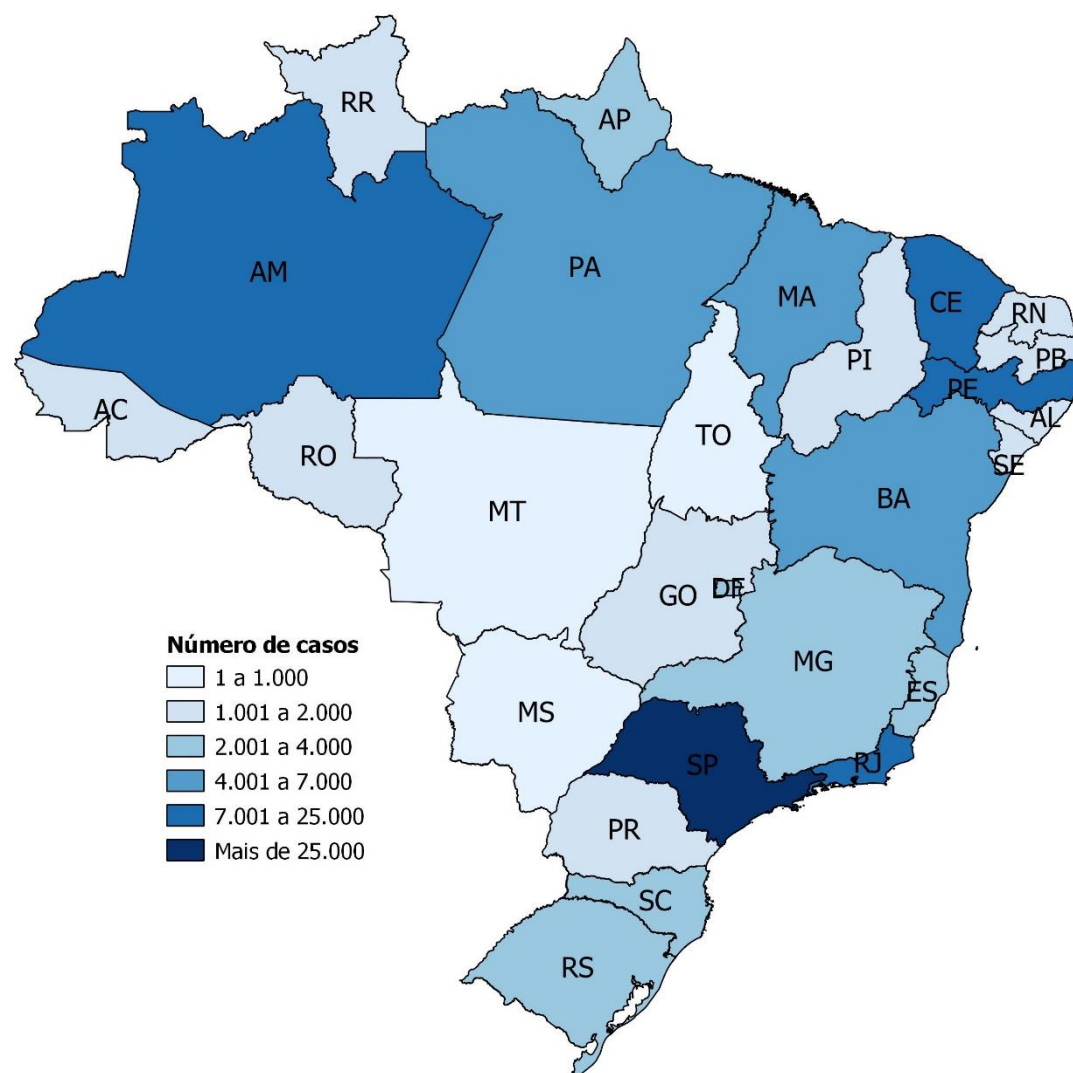 RR
AP
AM
PA
MA
CE
RN
PI
PB
PE
AC
AL
TO
RO
SE
BA
MT
DF
GO
MG
ES
MS
SP
RJ
PR
SC
RS
Número de casos
1 a 1.000
1.001 a 2.000
2.001 a 4.000
4.001 a 7.000
7.001 a 25.000
Mais de 25.000